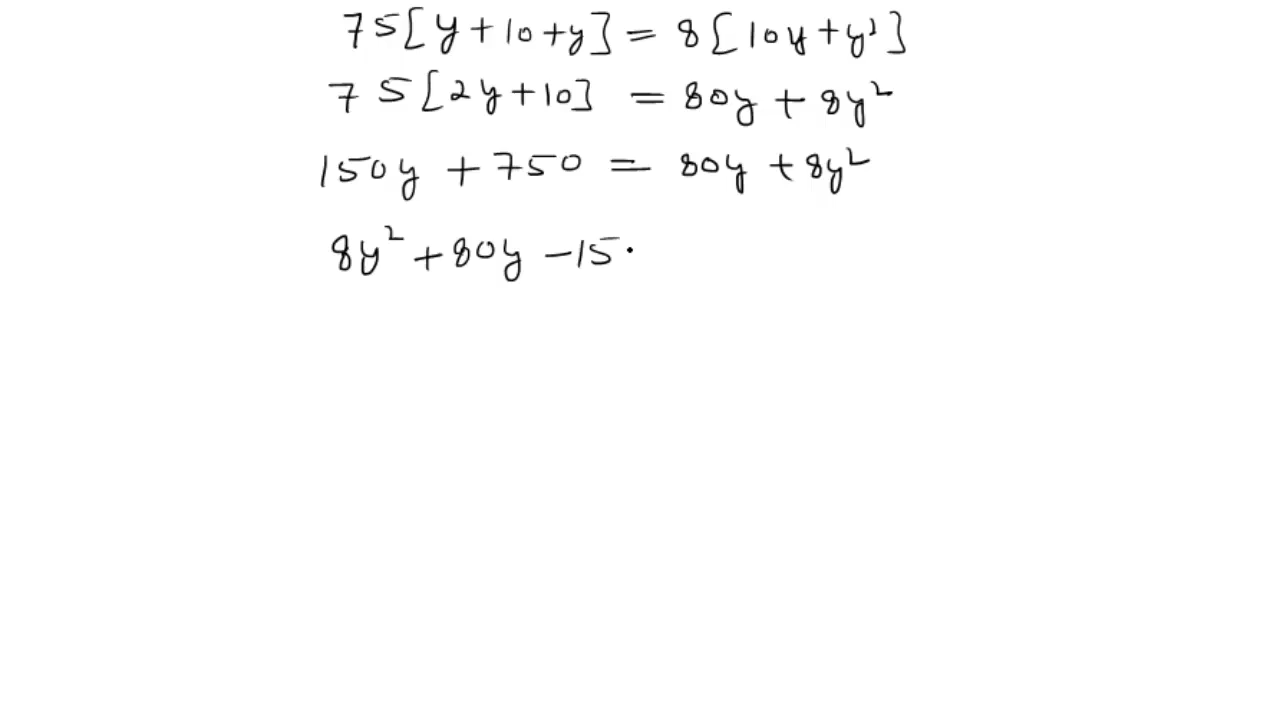 75[y+10+y] = 8[10y+y²]
75[2y+10] = 80y + 8y²
150y + 750 = 80y + 8y²
8y² + 80y - 15